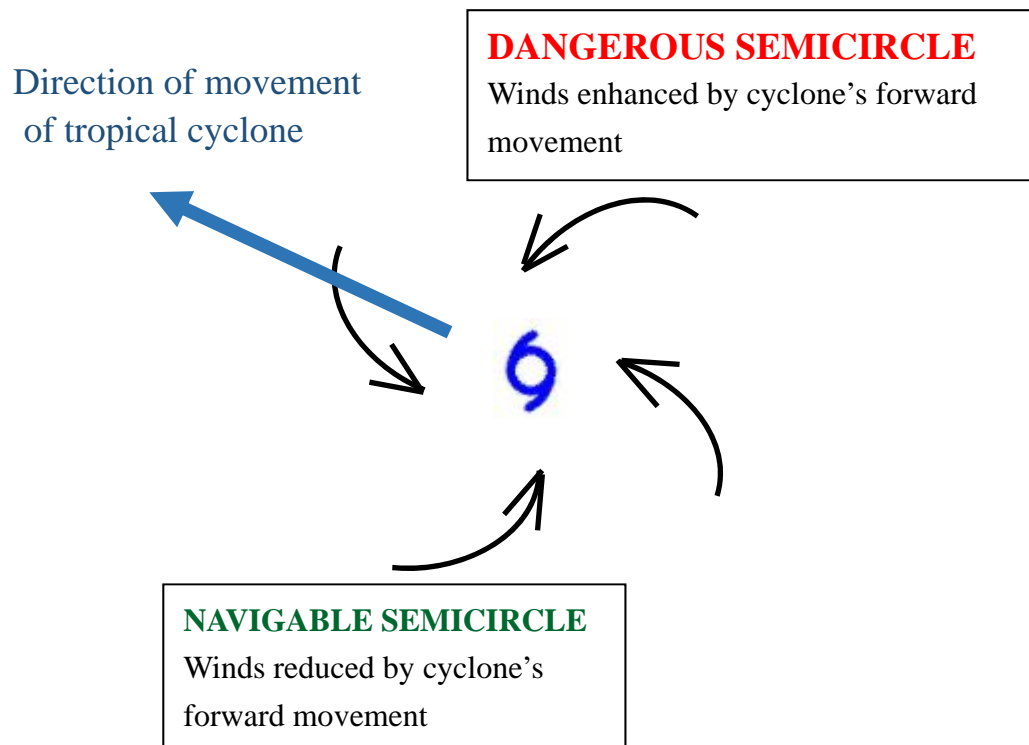 DANGEROUS SEMICIRCLE
Winds enhanced by cyclone's forward
movement
Direction of movement
of tropical cyclone
NAVIGABLE SEMICIRCLE
Winds reduced by cyclone's
forward movement